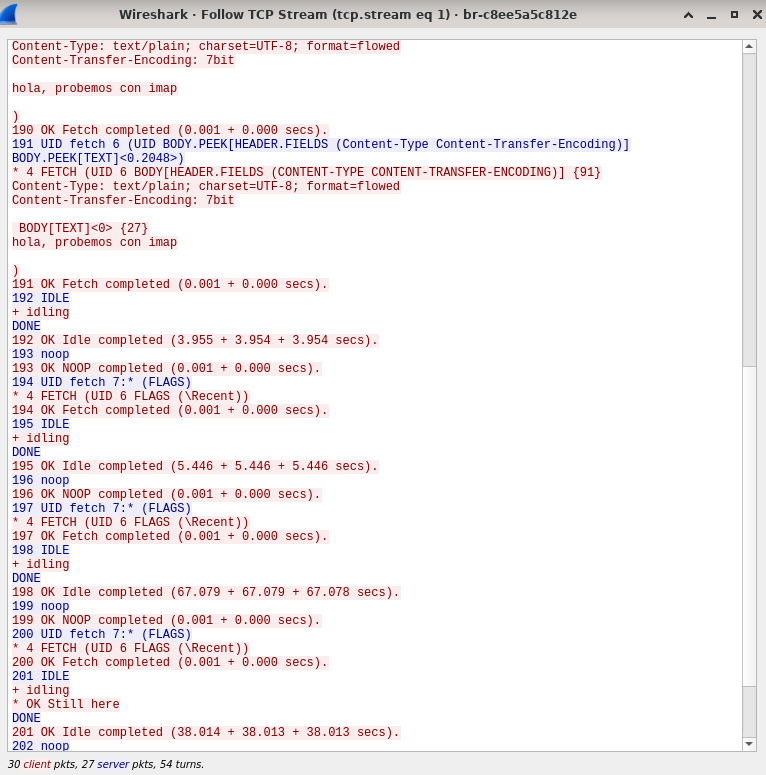 Wireshark · Follow TCP Stream (tcp.stream eq 1) · br-c8ee5a5c812e
Content-Type: text/plain; charset=UTF-8; format=flowed
Content-Transfer-Encoding: 7bit
hola, probemos con imap
)
190 OK Fetch completed (0.001 + 0.000 secs).
191 UID fetch 6 (UID BODY.PEEK[HEADER.FIELDS (Content-Type Content-Transfer-Encoding)]
BODY.PEEK[TEXT]<0.2048>)
* 4 FETCH (UID 6 BODY[HEADER.FIELDS (CONTENT-TYPE CONTENT-TRANSFER-ENCODING)] {91}
Content-Type: text/plain; charset=UTF-8; format=flowed
Content-Transfer-Encoding: 7bit
BODY[TEXT]<0> {27}
hola, probemos con imap
)
191 OK Fetch completed (0.001 + 0.000 secs).
192 IDLE
+ idling
DONE
192 OK Idle completed (3.955 + 3.954 + 3.954 secs).
193 noop
193 OK NOOP completed (0.001 + 0.000 secs).
194 UID fetch 7:* (FLAGS)
* 4 FETCH (UID 6 FLAGS (\Recent))
194 OK Fetch completed (0.001 + 0.000 secs).
195 IDLE
+ idling
DONE
195 OK Idle completed (5.446 + 5.446 + 5.446 secs).
196 noop
196 OK NOOP completed (0.001 + 0.000 secs).
197 UID fetch 7:* (FLAGS)
* 4 FETCH (UID 6 FLAGS (\Recent))
197 OK Fetch completed (0.001 + 0.000 secs).
198 IDLE
+ idling
DONE
198 OK Idle completed (67.079 + 67.079 + 67.078 secs).
199 noop
199 OK NOOP completed (0.001 + 0.000 secs).
200 UID fetch 7:* (FLAGS)
* 4 FETCH (UID 6 FLAGS (\Recent))
200 OK Fetch completed (0.001 + 0.000 secs).
201 IDLE
+ idling
* OK Still here
DONE
201 OK Idle completed (38.014 + 38.013 + 38.013 secs).
202 noop
30 client pkts, 27 server pkts, 54 turns.